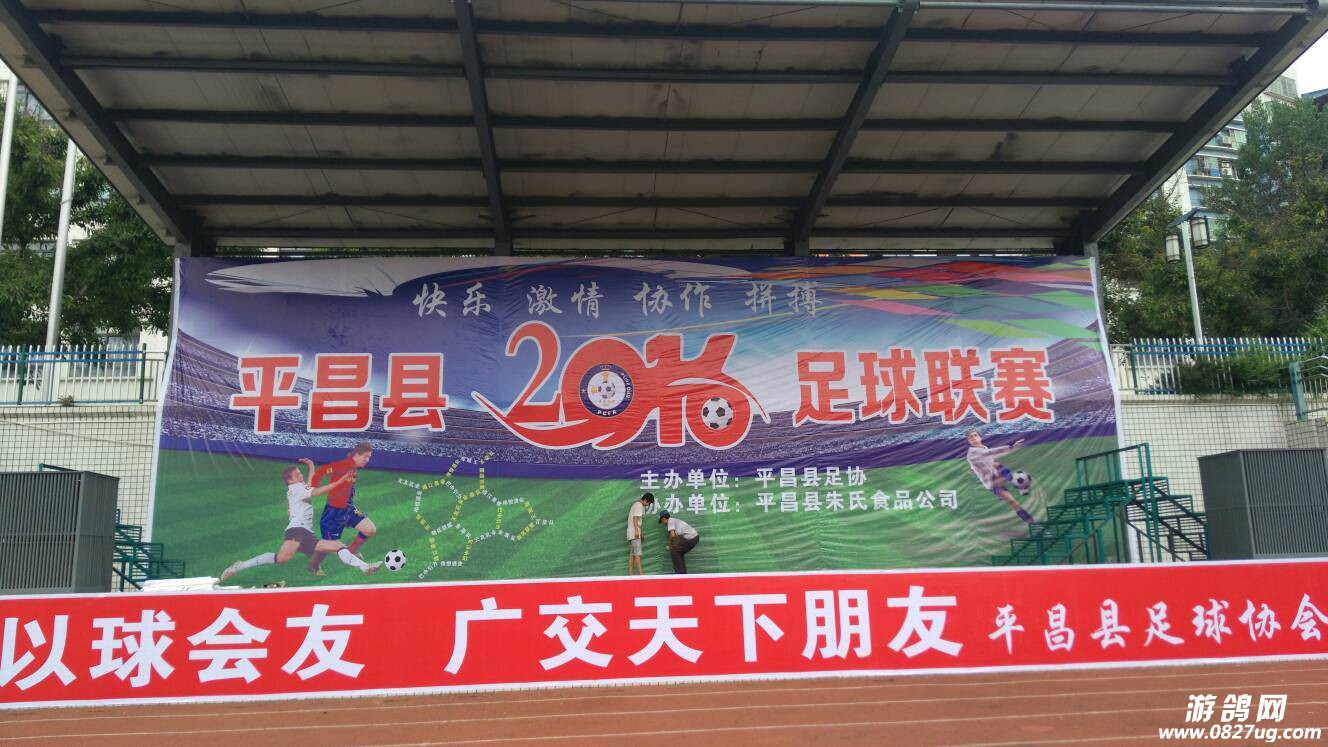 快乐 激情 协作 拼搏
平昌县 2016 足球联赛
主办单位：平昌县足协
办单位：平昌县朱氏食品公司
以球会友 广交天下朋友 平昌县足球协会
游鸽网
www.0827ug.com